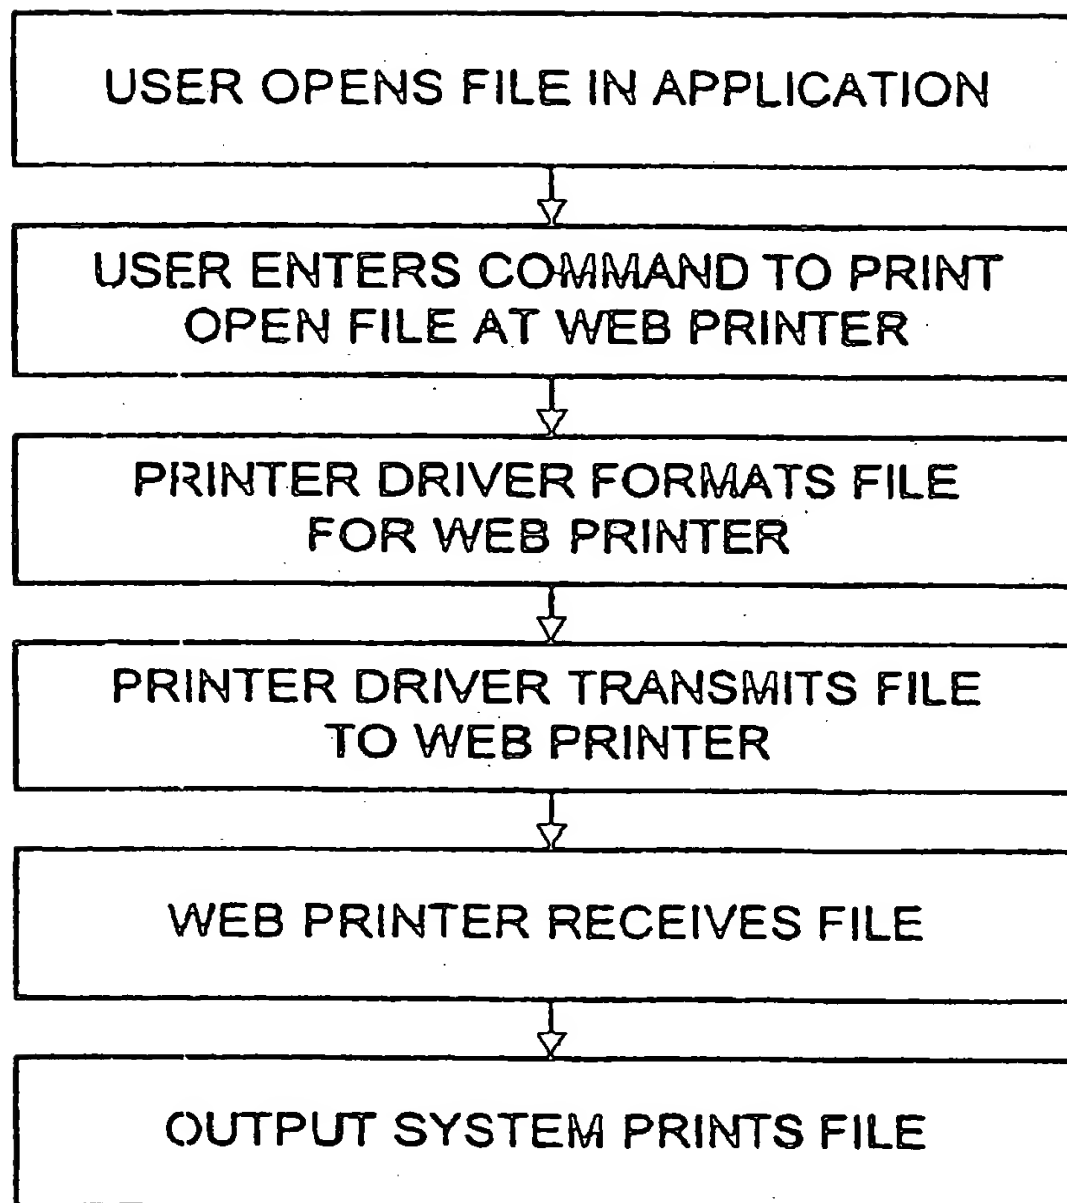 USER OPENS FILE IN APPLICATION
USER ENTERS COMMAND TO PRINT
OPEN FILE AT WEB PRINTER
PRINTER DRIVER FORMATS FILE
FOR WEB PRINTER
PRINTER DRIVER TRANSMITS FILE
TO WEB PRINTER
WEB PRINTER RECEIVES FILE
OUTPUT SYSTEM PRINTS FILE